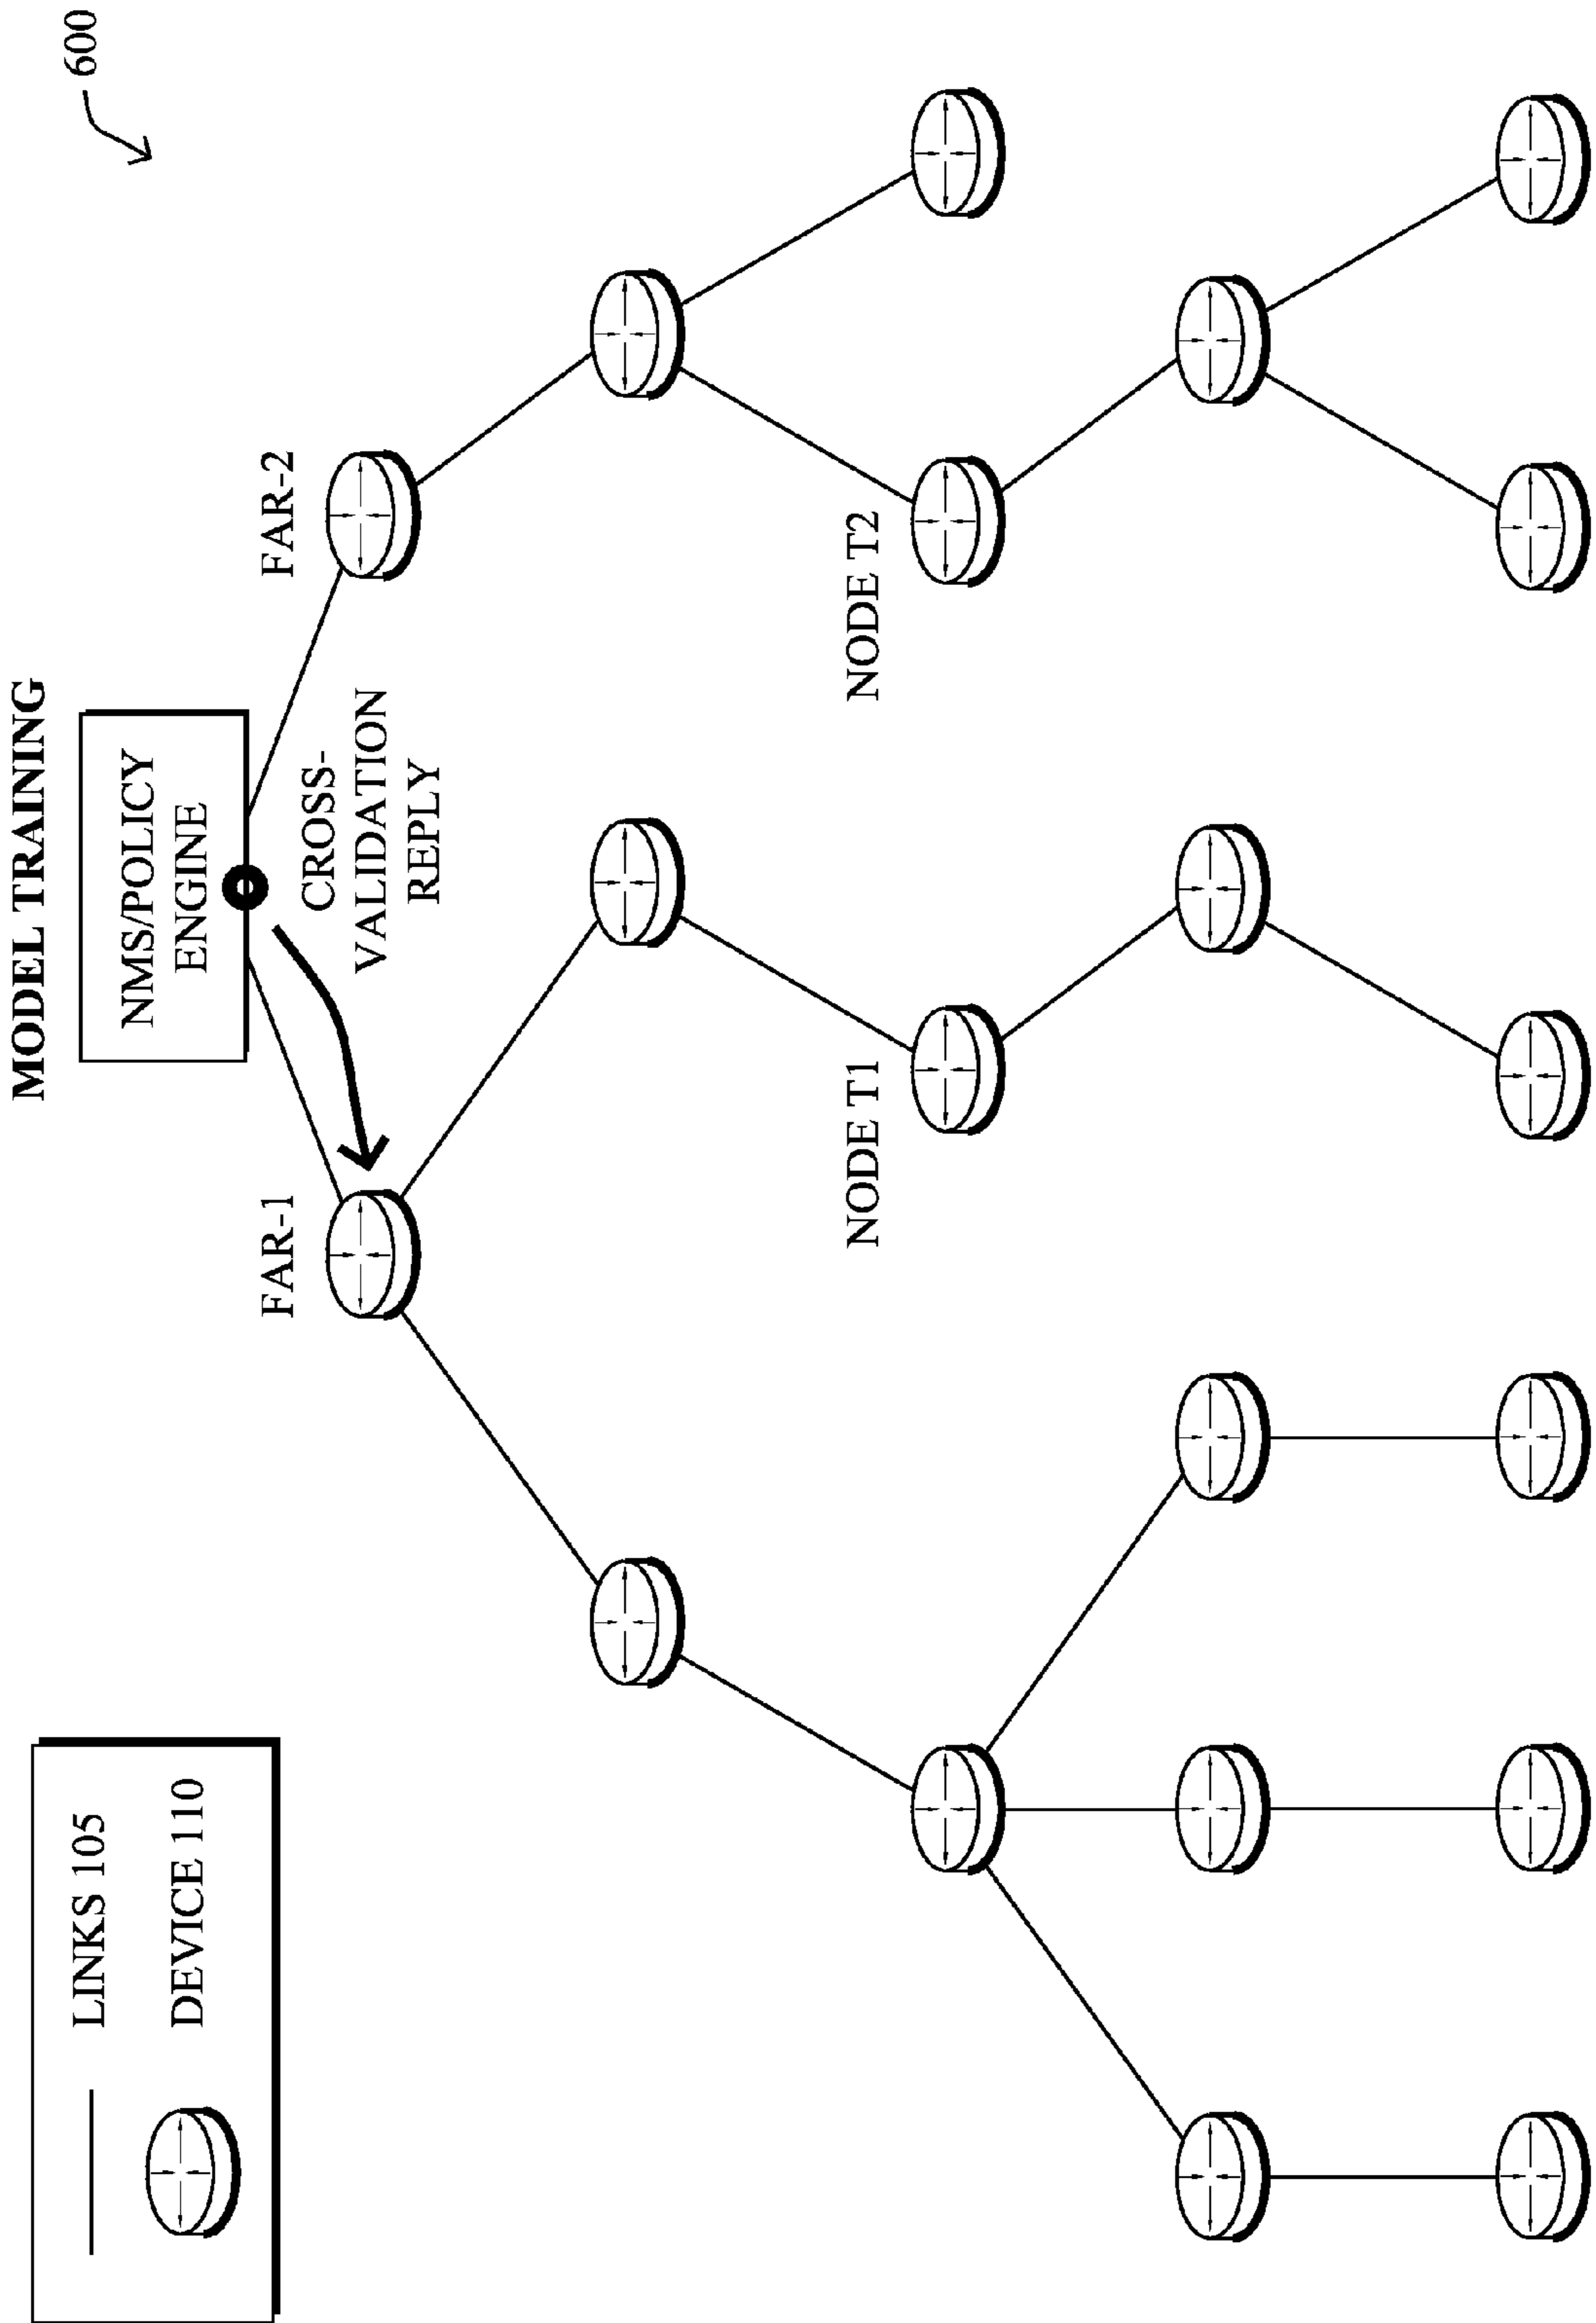 MODEL TRAINING
600
LINKS 105
DEVICE 110
NMS/POLICY
ENGINE
FAR-1
FAR-2
CROSS-
VALIDATION
REPLY
NODE T1
NODE T2